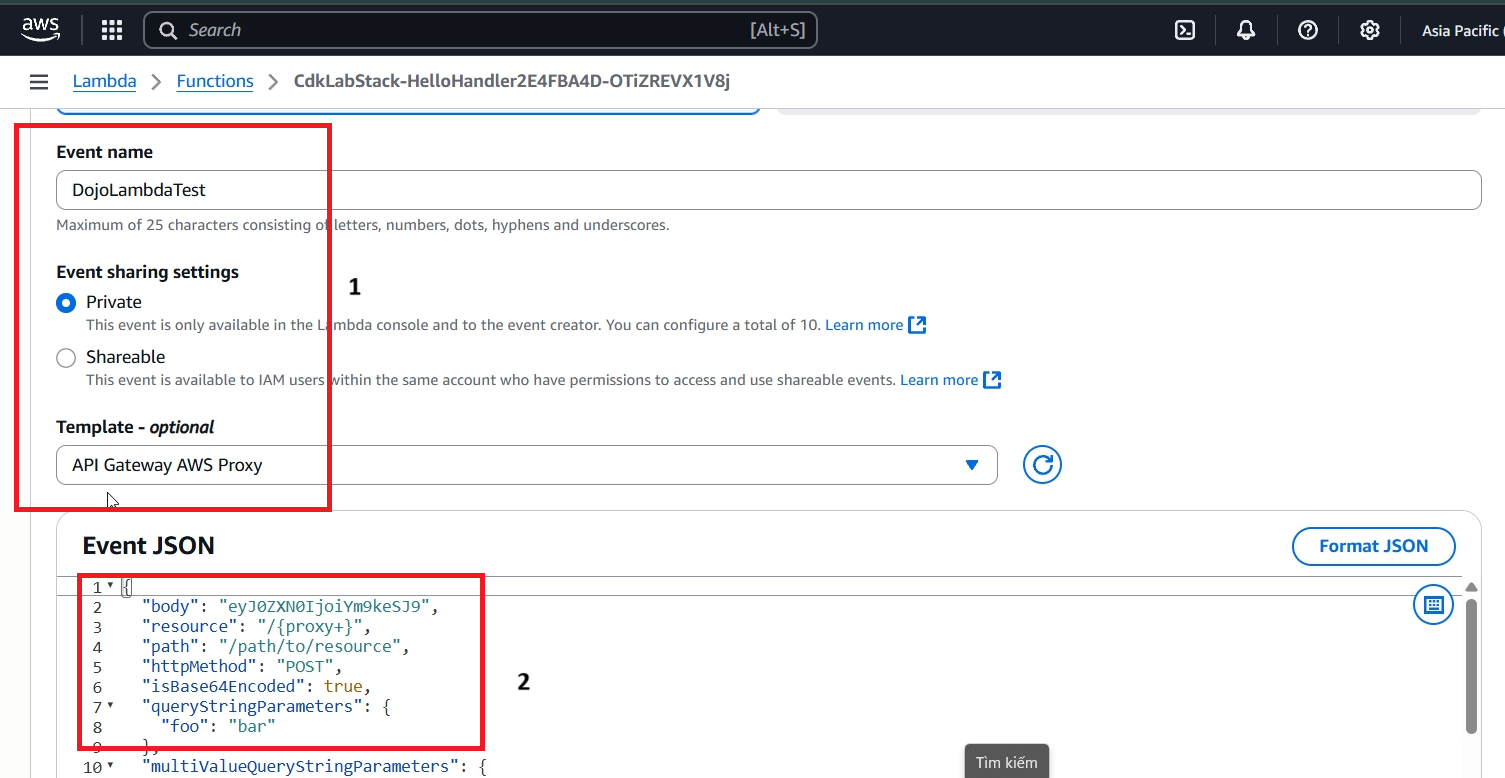 aws
Search [Alt+S]
Asia Pacific (
Lambda > Functions > CdkLabStack-HelloHandler2E4FBA4D-OTiZREVX1V8j
Event name
DojoLambdaTest
Maximum of 25 characters consisting of letters, numbers, dots, hyphens and underscores.
Event sharing settings
1
Private
This event is only available in the Lambda console and to the event creator. You can configure a total of 10. Learn more
Shareable
This event is available to IAM users within the same account who have permissions to access and use shareable events. Learn more
Template - optional
API Gateway AWS Proxy
Event JSON
Format JSON
1 {
2 "body": "eyJ0ZXN0IjoiYm9keSJ9",
3 "resource": "/{proxy+}",
4 "path": "/path/to/resource",
5 "httpMethod": "POST",
2
6 "isBase64Encoded": true,
7 "queryStringParameters": {
8 "foo": "bar"
9 },
10 "multiValueQueryStringParameters": {
Tìm kiếm